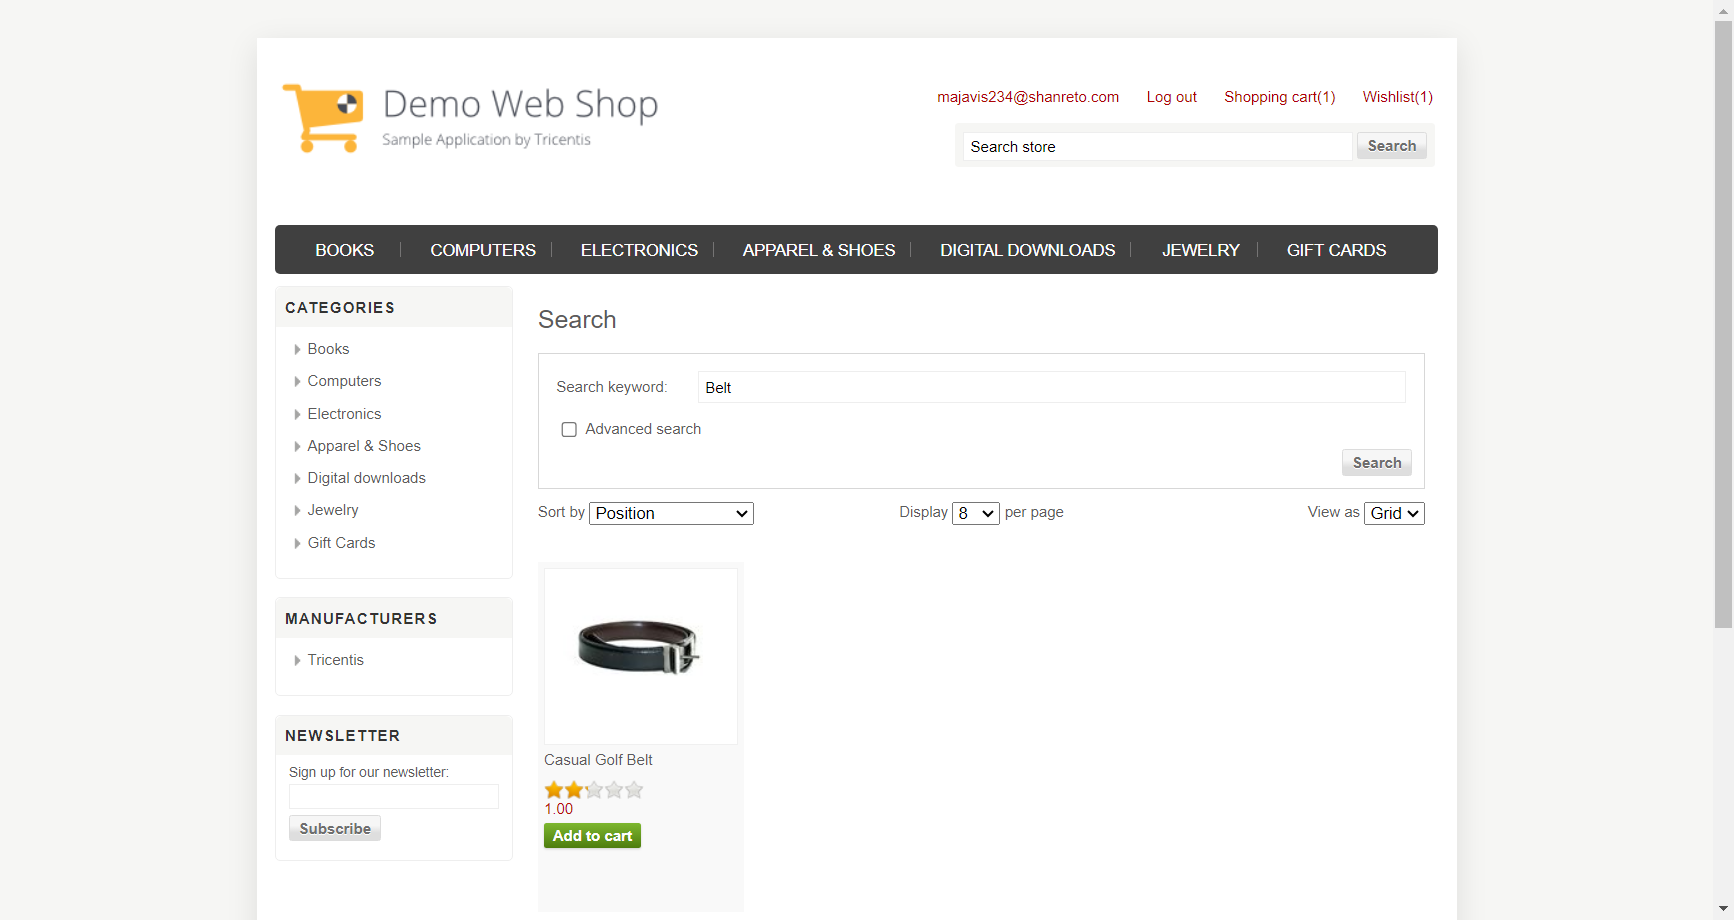 Demo Web Shop
Sample Application by Tricentis
majavis234@shanreto.com Log out Shopping cart(1) Wishlist(1)
Search store Search
BOOKS COMPUTERS ELECTRONICS APPAREL & SHOES DIGITAL DOWNLOADS JEWELRY GIFT CARDS
CATEGORIES
Books
Computers
Electronics
Apparel & Shoes
Digital downloads
Jewelry
Gift Cards
MANUFACTURERS
Tricentis
NEWSLETTER
Sign up for our newsletter:
Subscribe
Search
Search keyword: Belt
Advanced search
Search
Sort by Position Display 8 per page View as Grid
Casual Golf Belt
1.00
Add to cart